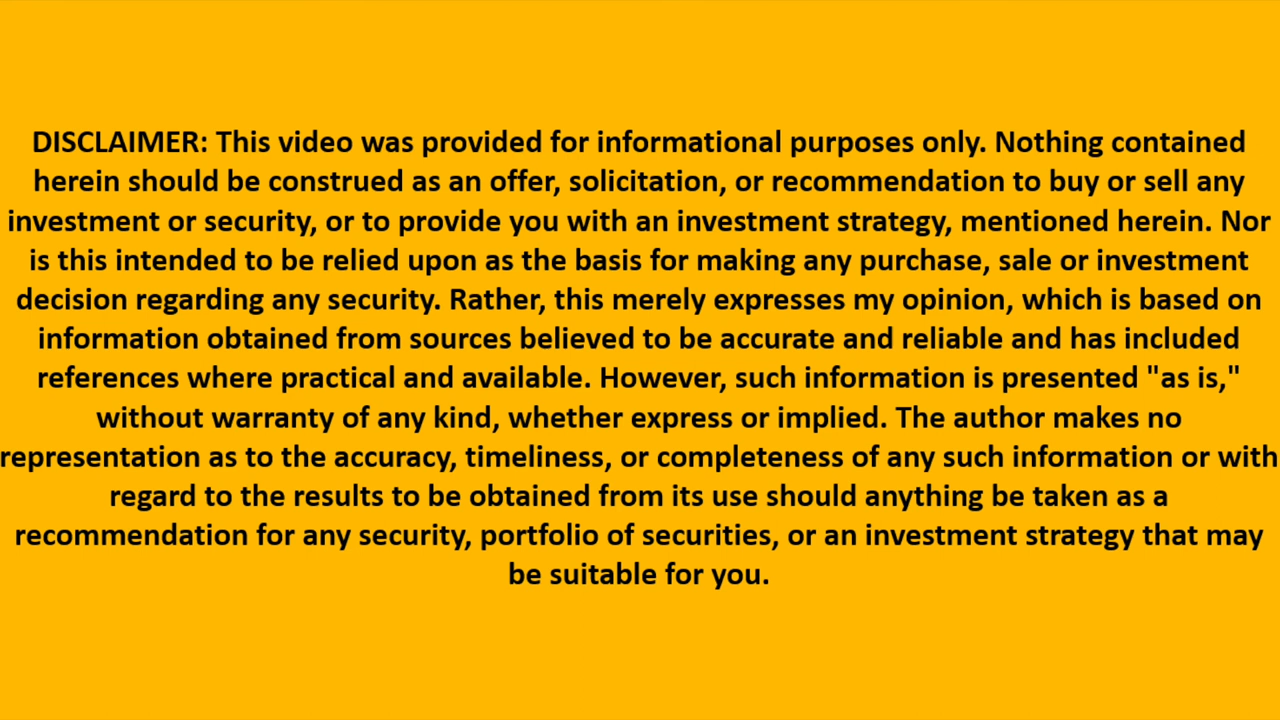 DISCLAIMER: This video was provided for informational purposes only. Nothing contained
herein should be construed as an offer, solicitation, or recommendation to buy or sell any
investment or security, or to provide you with an investment strategy, mentioned herein. Nor
is this intended to be relied upon as the basis for making any purchase, sale or investment
decision regarding any security. Rather, this merely expresses my opinion, which is based on
information obtained from sources believed to be accurate and reliable and has included
references where practical and available. However, such information is presented "as is,"
without warranty of any kind, whether express or implied. The author makes no
representation as to the accuracy, timeliness, or completeness of any such information or with
regard to the results to be obtained from its use should anything be taken as a
recommendation for any security, portfolio of securities, or an investment strategy that may
be suitable for you.